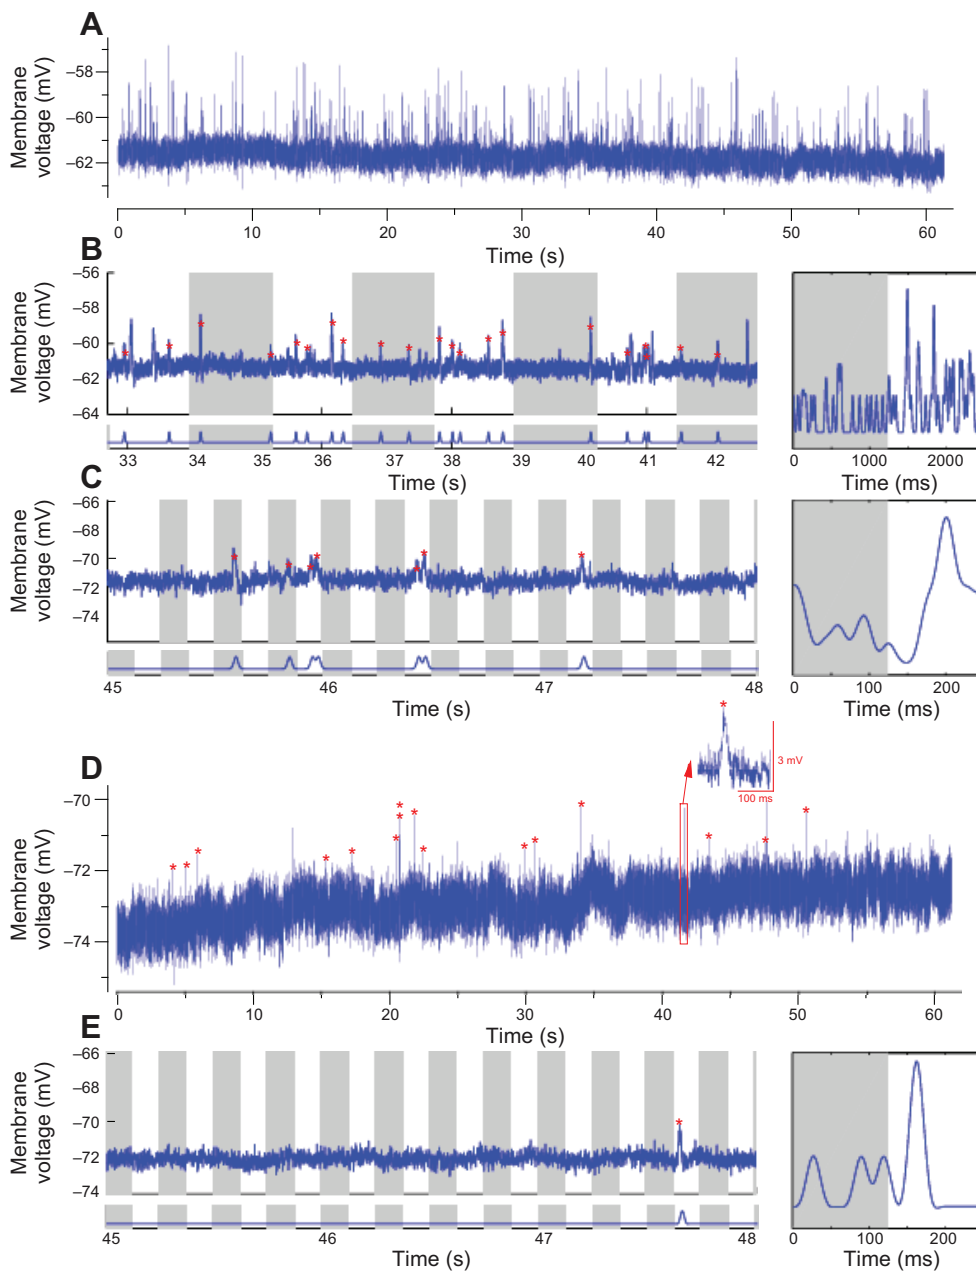 A
Membrane
voltage (mV)
–58
–60
–62
0 10 20 30 40 50 60
Time (s)
B
Membrane
voltage (mV)
–56
–58
–60
–62
–64
33 34 35 36 37 38 39 40 41 42
Time (s)
0 1000 2000
Time (ms)
C
Membrane
voltage (mV)
–66
–68
–70
–72
–74
45 46 47 48
Time (s)
0 100 200
Time (ms)
D
Membrane
voltage (mV)
–70
–72
–74
*
3 mV
100 ms
0 10 20 30 40 50 60
Time (s)
E
Membrane
voltage (mV)
–66
–68
–70
–72
–74
45 46 47 48
Time (s)
0 100 200
Time (ms)